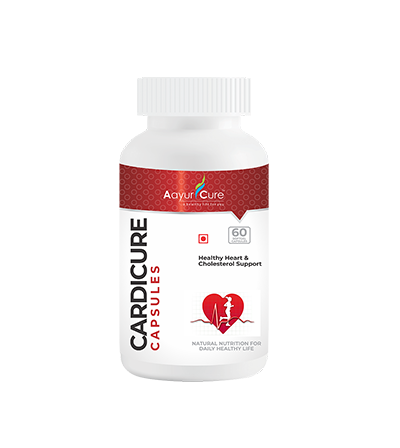 Aayur Cure
60
Healthy Heart &
Cholesterol Support
CARDICURE
CAPSULES
NATURAL NUTRITION FOR
DAILY HEALTHY LIFE